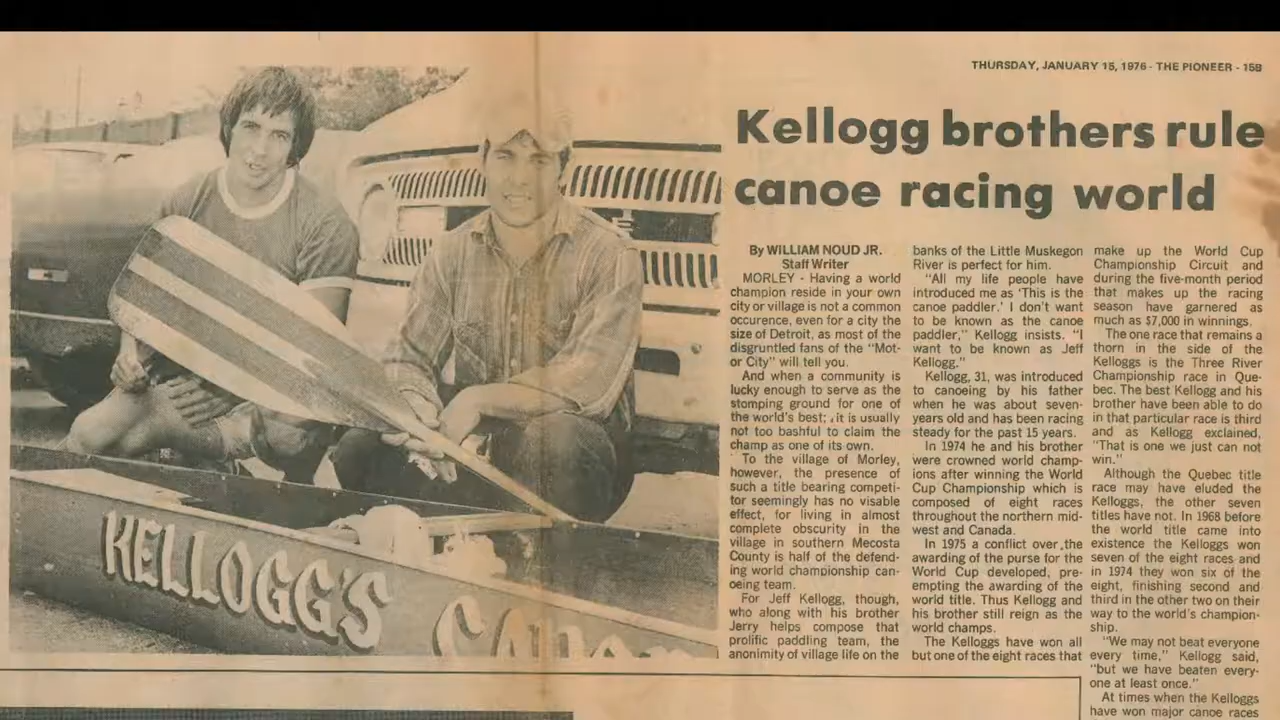 THURSDAY, JANUARY 15, 1976 - THE PIONEER - 15B
Kellogg brothers rule
canoe racing world
By WILLIAM NOUD JR.
Staff Writer
MORLEY - Having a world
champion reside in your own
city or village is not a common
occurence, even for a city the
size of Detroit, as most of the
disgruntled fans of the "Mot-
or City" will tell you.
And when a community is
lucky enough to serve as the
stomping ground for one of
the world's best; it is usually
not too bashful to claim the
champ as one of its own.
To the village of Morley,
however, the presence of
such a title bearing competi-
tor seemingly has no visable
effect, for living in almost
complete obscurity in the
village in southern Mecosta
County is half of the defend-
ing world championship can-
oeing team.
For Jeff Kellogg, though,
who along with his brother
Jerry helps compose that
prolific paddling team, the
anonimity of village life on the
banks of the Little Muskegon
River is perfect for him.
"All my life people have
introduced me as 'This is the
canoe paddler.' I don't want
to be known as the canoe
paddler," Kellogg insists. "I
want to be known as Jeff
Kellogg."
Kellogg, 31, was introduced
to canoeing by his father
when he was about seven-
years old and has been racing
steady for the past 15 years.
In 1974 he and his brother
were crowned world champ-
ions after winning the World
Cup Championship which is
composed of eight races
throughout the northern mid-
west and Canada.
In 1975 a conflict over the
awarding of the purse for the
World Cup developed, pre-
empting the awarding of the
world title. Thus Kellogg and
his brother still reign as the
world champs.
The Kelloggs have won all
but one of the eight races that
make up the World Cup
Championship Circuit and
during the five-month period
that makes up the racing
season have garnered as
much as $7,000 in winnings.
The one race that remains a
thorn in the side of the
Kelloggs is the Three River
Championship race in Que-
bec. The best Kellogg and his
brother have been able to do
in that particular race is third
and as Kellogg explained,
"That is one we just can not
win."
Although the Quebec title
race may have eluded the
Kelloggs, the other seven
titles have not. In 1968 before
the world title came into
existence the Kelloggs won
seven of the eight races and
in 1974 they won six of the
eight, finishing second and
third in the other two on their
way to the world's champion-
ship.
"We may not beat everyone
every time," Kellogg said,
"but we have beaten every-
one at least once."
At times when the Kelloggs
have won major canoe races
KELLOGG'S